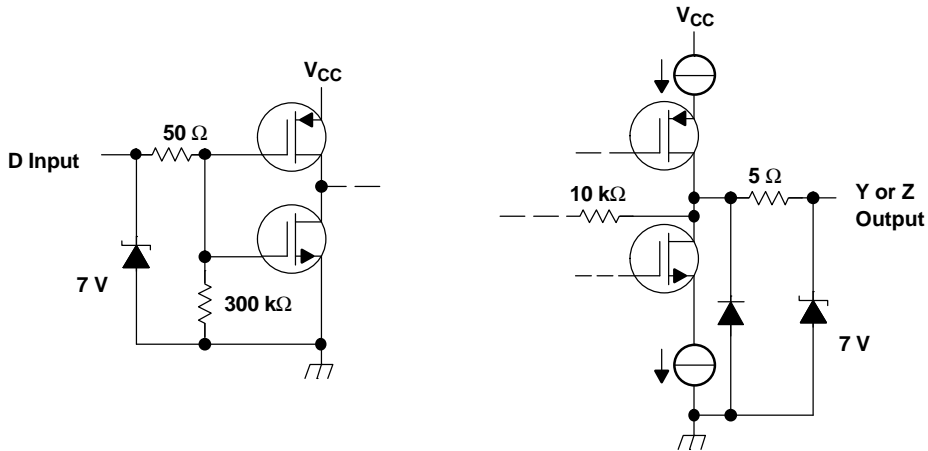 V_CC
50 Ω
D Input
7 V
300 kΩ
V_CC
10 kΩ
5 Ω
Y or Z
Output
7 V